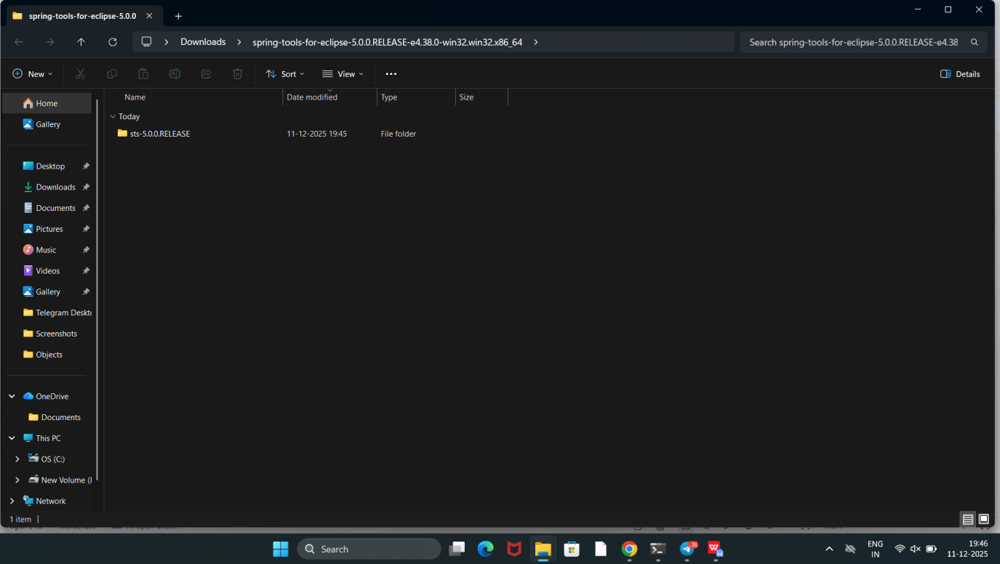 spring-tools-for-eclipse-5.0.0
Downloads
spring-tools-for-eclipse-5.0.0.RELEASE-e4.38.0-win32.win32.x86_64
Search spring-tools-for-eclipse-5.0.0.RELEASE-e4.38
New
Sort
View
Details
Name
Date modified
Type
Size
Today
sts-5.0.0.RELEASE
11-12-2025 19:45
File folder
Home
Gallery
Desktop
Downloads
Documents
Pictures
Music
Videos
Gallery
Telegram Deskto
Screenshots
Objects
OneDrive
Documents
This PC
OS (C:)
New Volume (
Network
1 item
Search
36
W
ENG
IN
19:46
11-12-2025